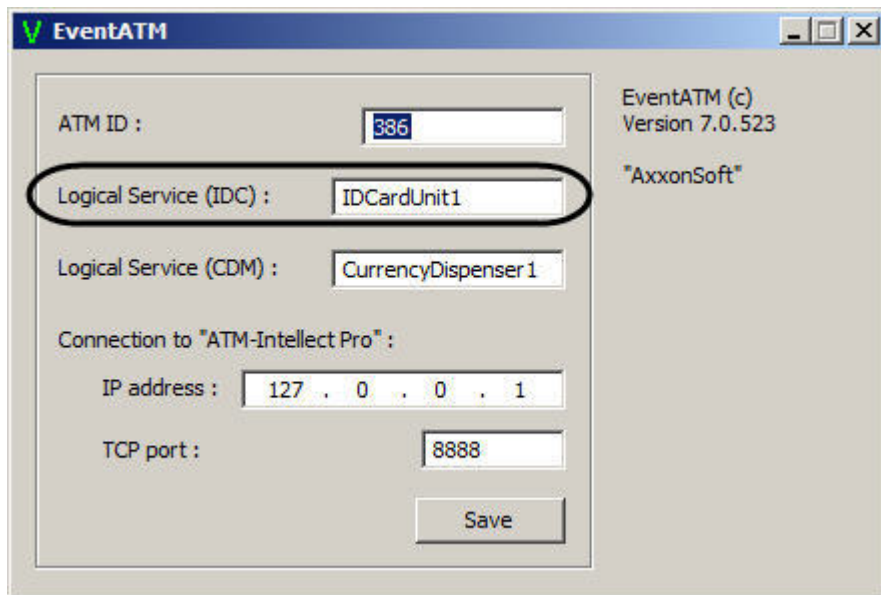 EventATM
EventATM (c)
Version 7.0.523
"AxxonSoft"
ATM ID : 386
Logical Service (IDC) : IDCardUnit1
Logical Service (CDM) : CurrencyDispenser1
Connection to "ATM-Intellect Pro" :
IP address : 127 . 0 . 0 . 1
TCP port : 8888
Save